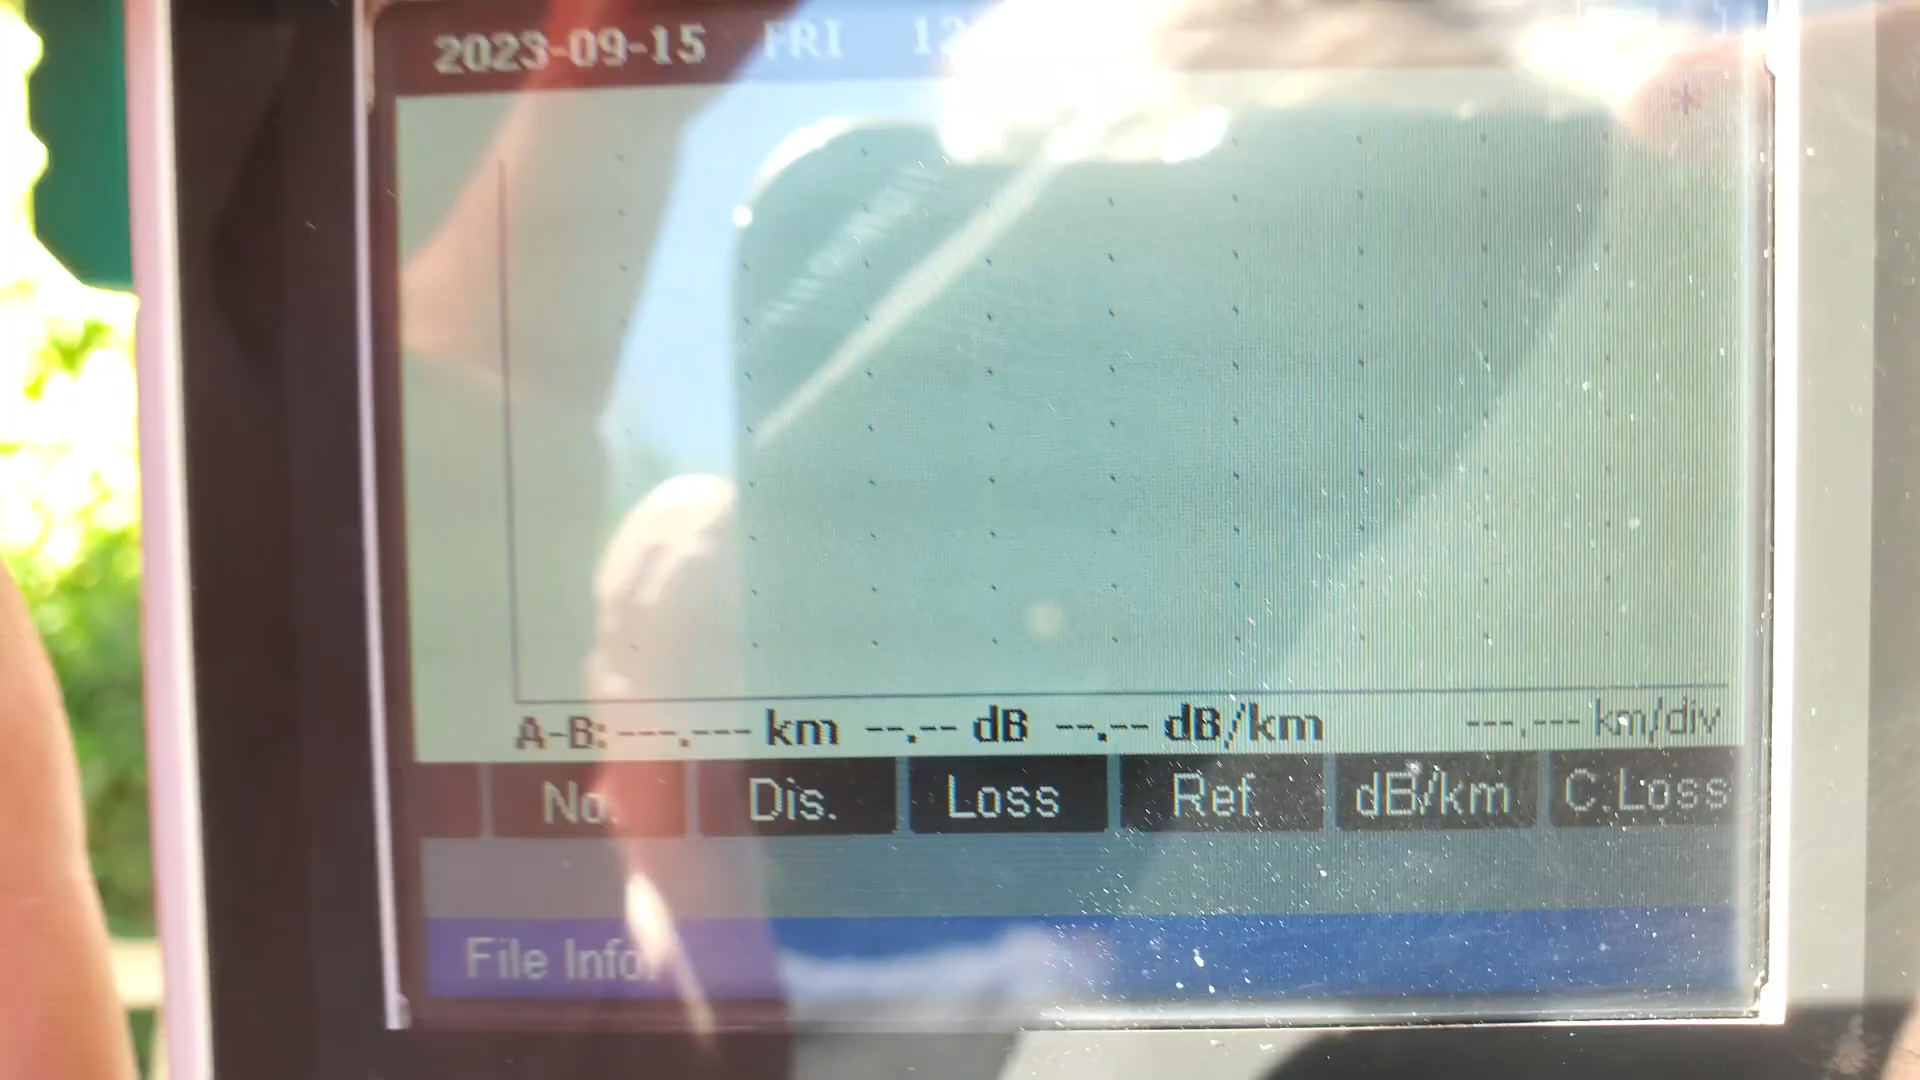 2023-09-15 FRI
*
A-B:---.--- km --.-- dB --.-- dB/km ---.--- km/div
No. Dis. Loss Ref. dB/km C.Loss
File Info.